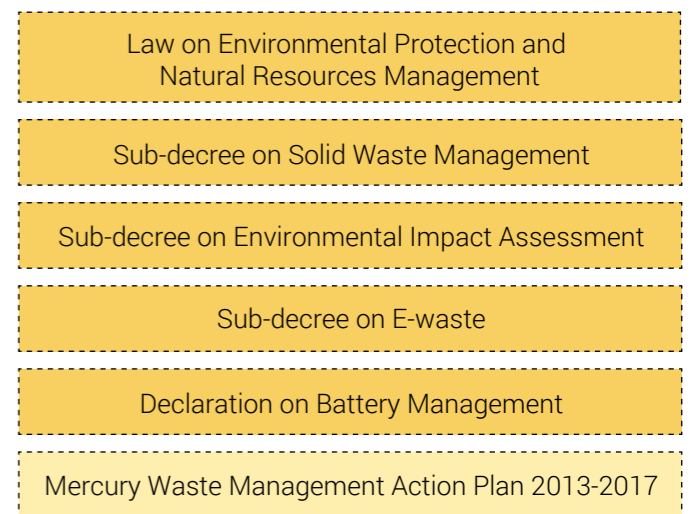 Law on Environmental Protection and
Natural Resources Management
Sub-decree on Solid Waste Management
Sub-decree on Environmental Impact Assessment
Sub-decree on E-waste
Declaration on Battery Management
Mercury Waste Management Action Plan 2013-2017